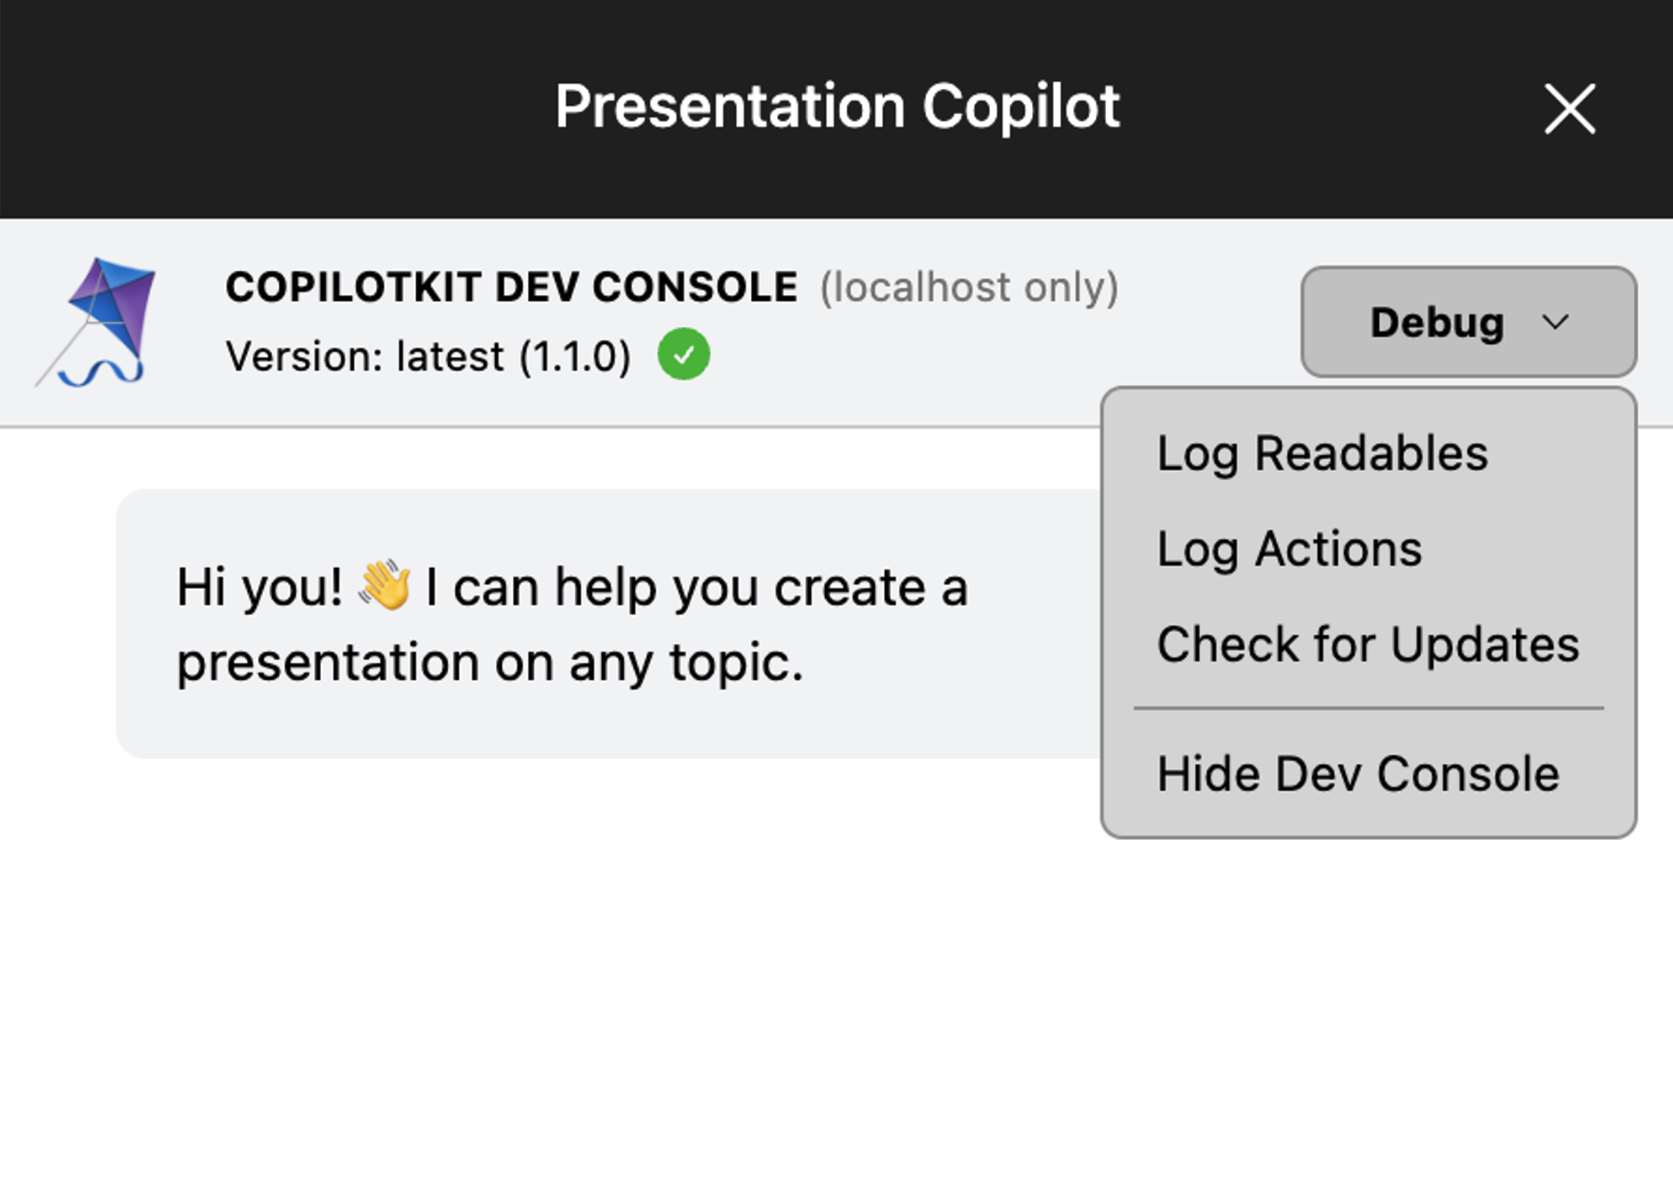 Presentation Copilot
COPILOTKIT DEV CONSOLE (localhost only)
Version: latest (1.1.0)
Debug
Log Readables
Log Actions
Check for Updates
Hide Dev Console
Hi you! 👋 I can help you create a
presentation on any topic.